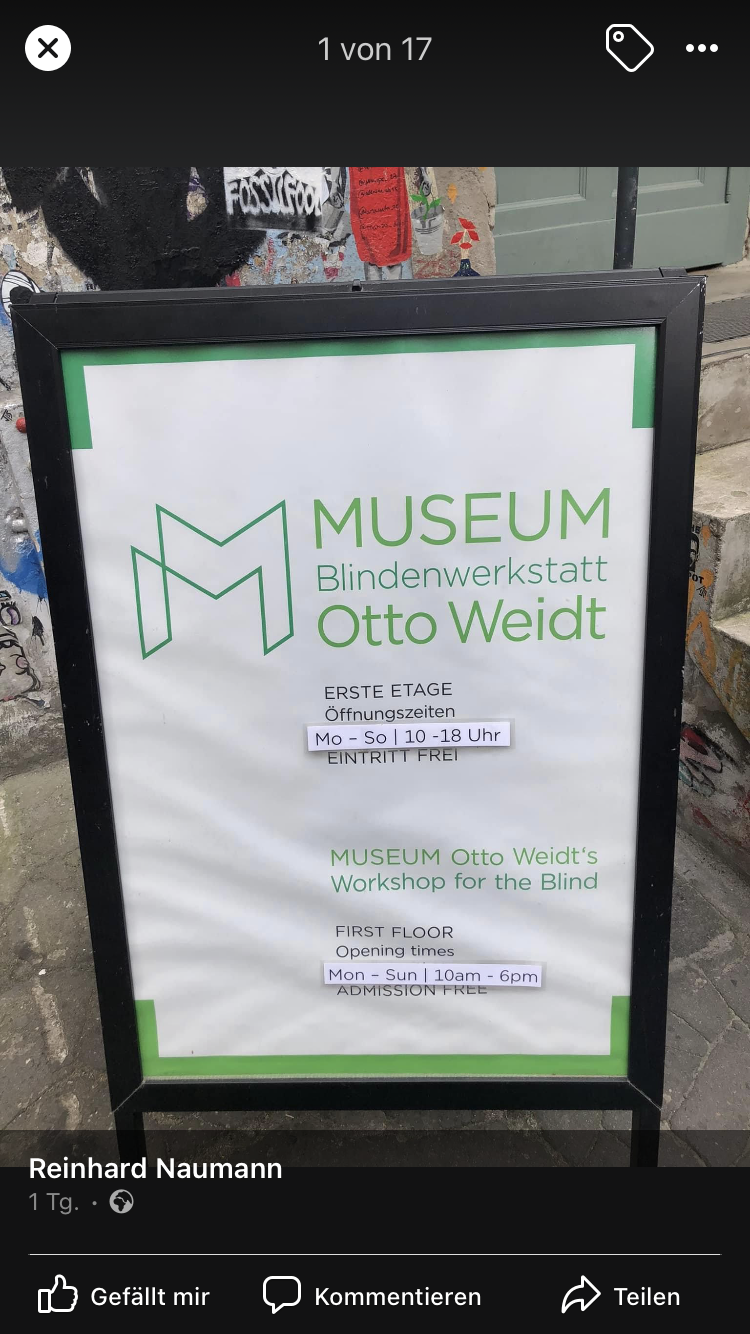 1 von 17
FOSSIL FOOL
MUSEUM
Blindenwerkstatt
Otto Weidt
ERSTE ETAGE
Öffnungszeiten
Mo – So | 10 -18 Uhr
EINTRITT FREI
MUSEUM Otto Weidt‘s
Workshop for the Blind
FIRST FLOOR
Opening times
Mon – Sun | 10am - 6pm
ADMISSION FREE
Reinhard Naumann
1 Tg. ·
Gefällt mir
Kommentieren
Teilen